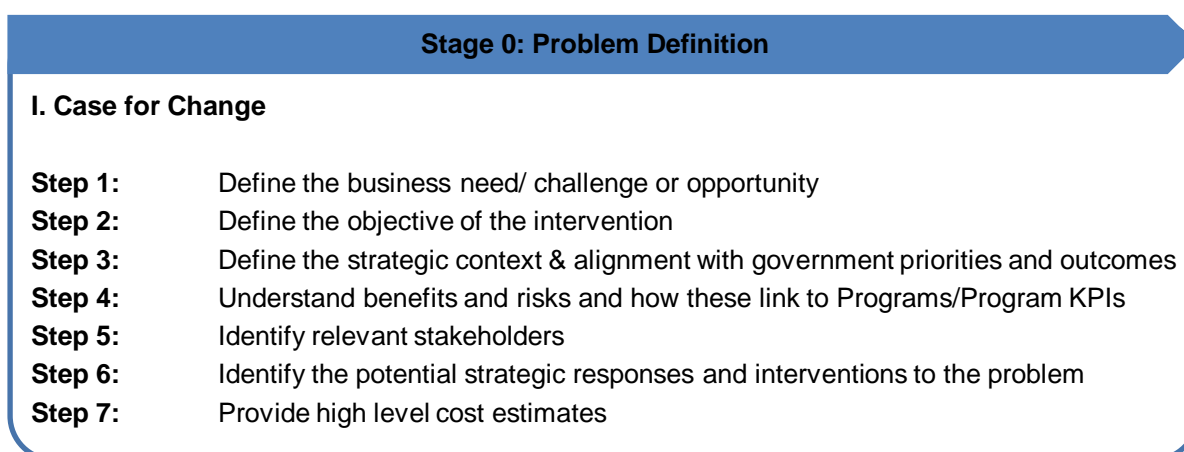 Stage 0: Problem Definition
I. Case for Change
Step 1: Define the business need/ challenge or opportunity
Step 2: Define the objective of the intervention
Step 3: Define the strategic context & alignment with government priorities and outcomes
Step 4: Understand benefits and risks and how these link to Programs/Program KPIs
Step 5: Identify relevant stakeholders
Step 6: Identify the potential strategic responses and interventions to the problem
Step 7: Provide high level cost estimates